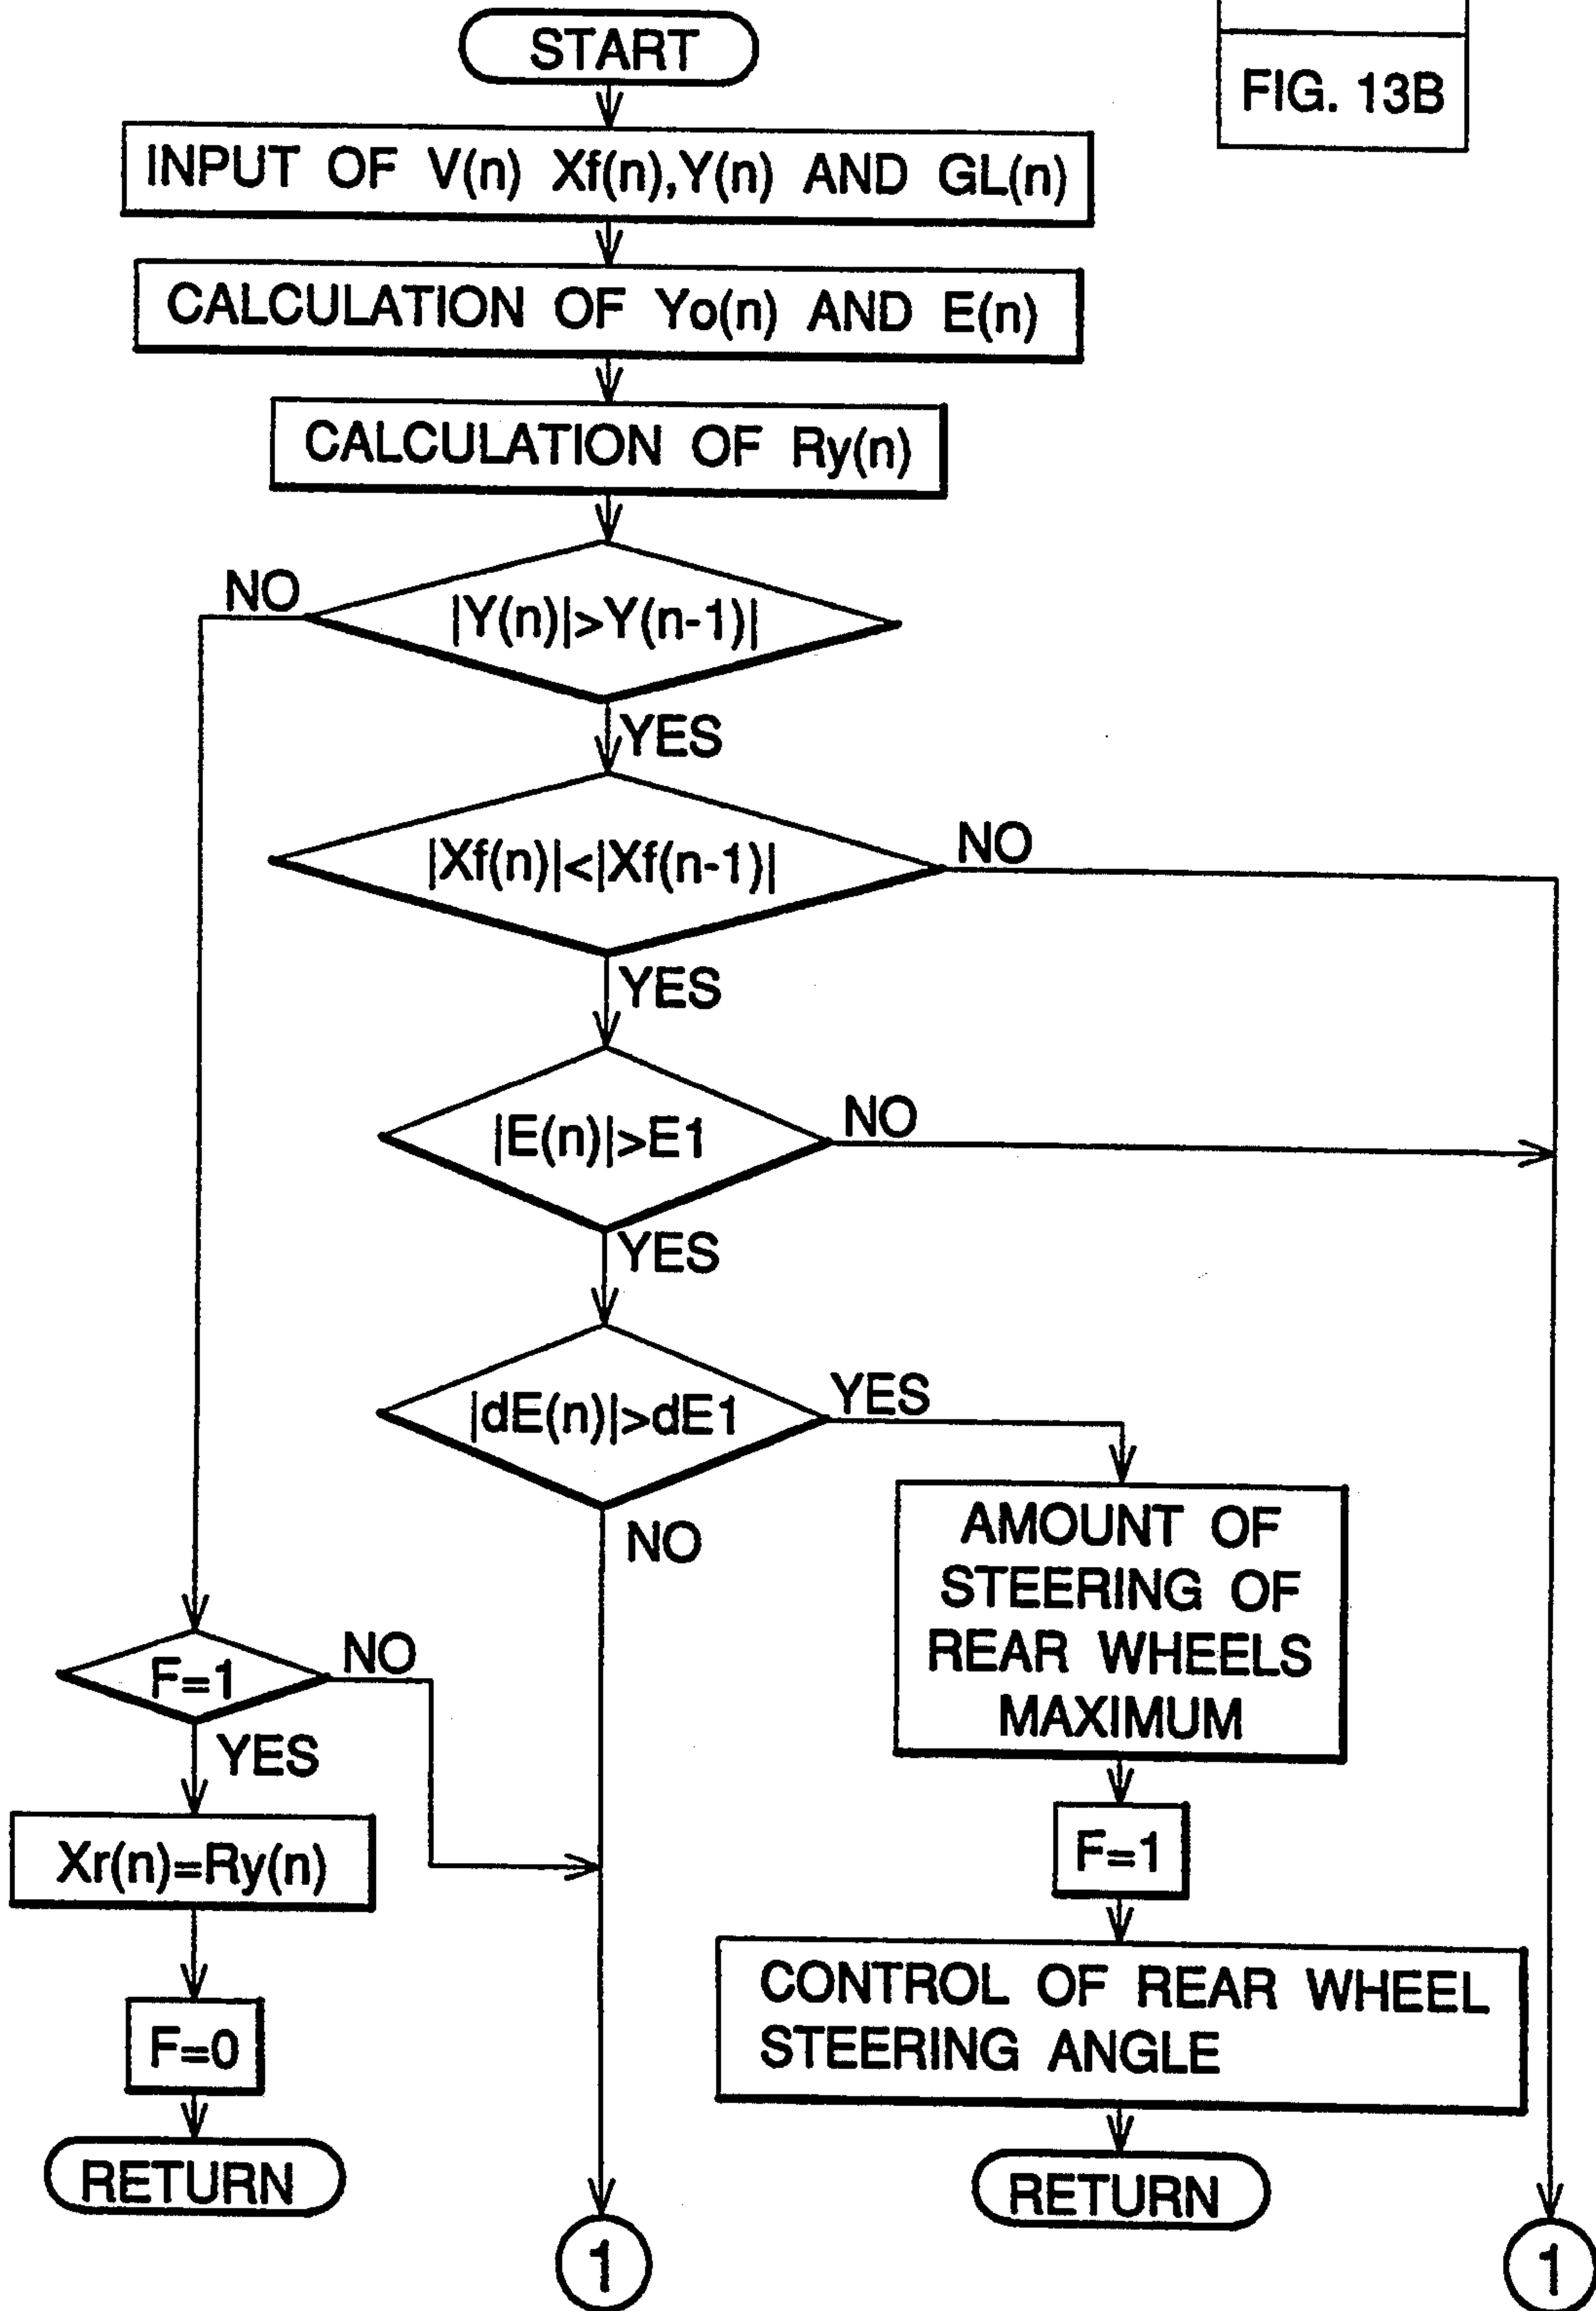 START
FIG. 13B
INPUT OF V(n) Xf(n),Y(n) AND GL(n)
CALCULATION OF Yo(n) AND E(n)
CALCULATION OF Ry(n)
NO
|Y(n)|>Y(n-1)|
YES
|Xf(n)|<|Xf(n-1)|
NO
YES
|E(n)|>E1
NO
YES
|dE(n)|>dE1
YES
NO
AMOUNT OF
STEERING OF
REAR WHEELS
MAXIMUM
F=1
NO
YES
Xr(n)=Ry(n)
F=1
CONTROL OF REAR WHEEL
STEERING ANGLE
F=0
RETURN
RETURN
1
1